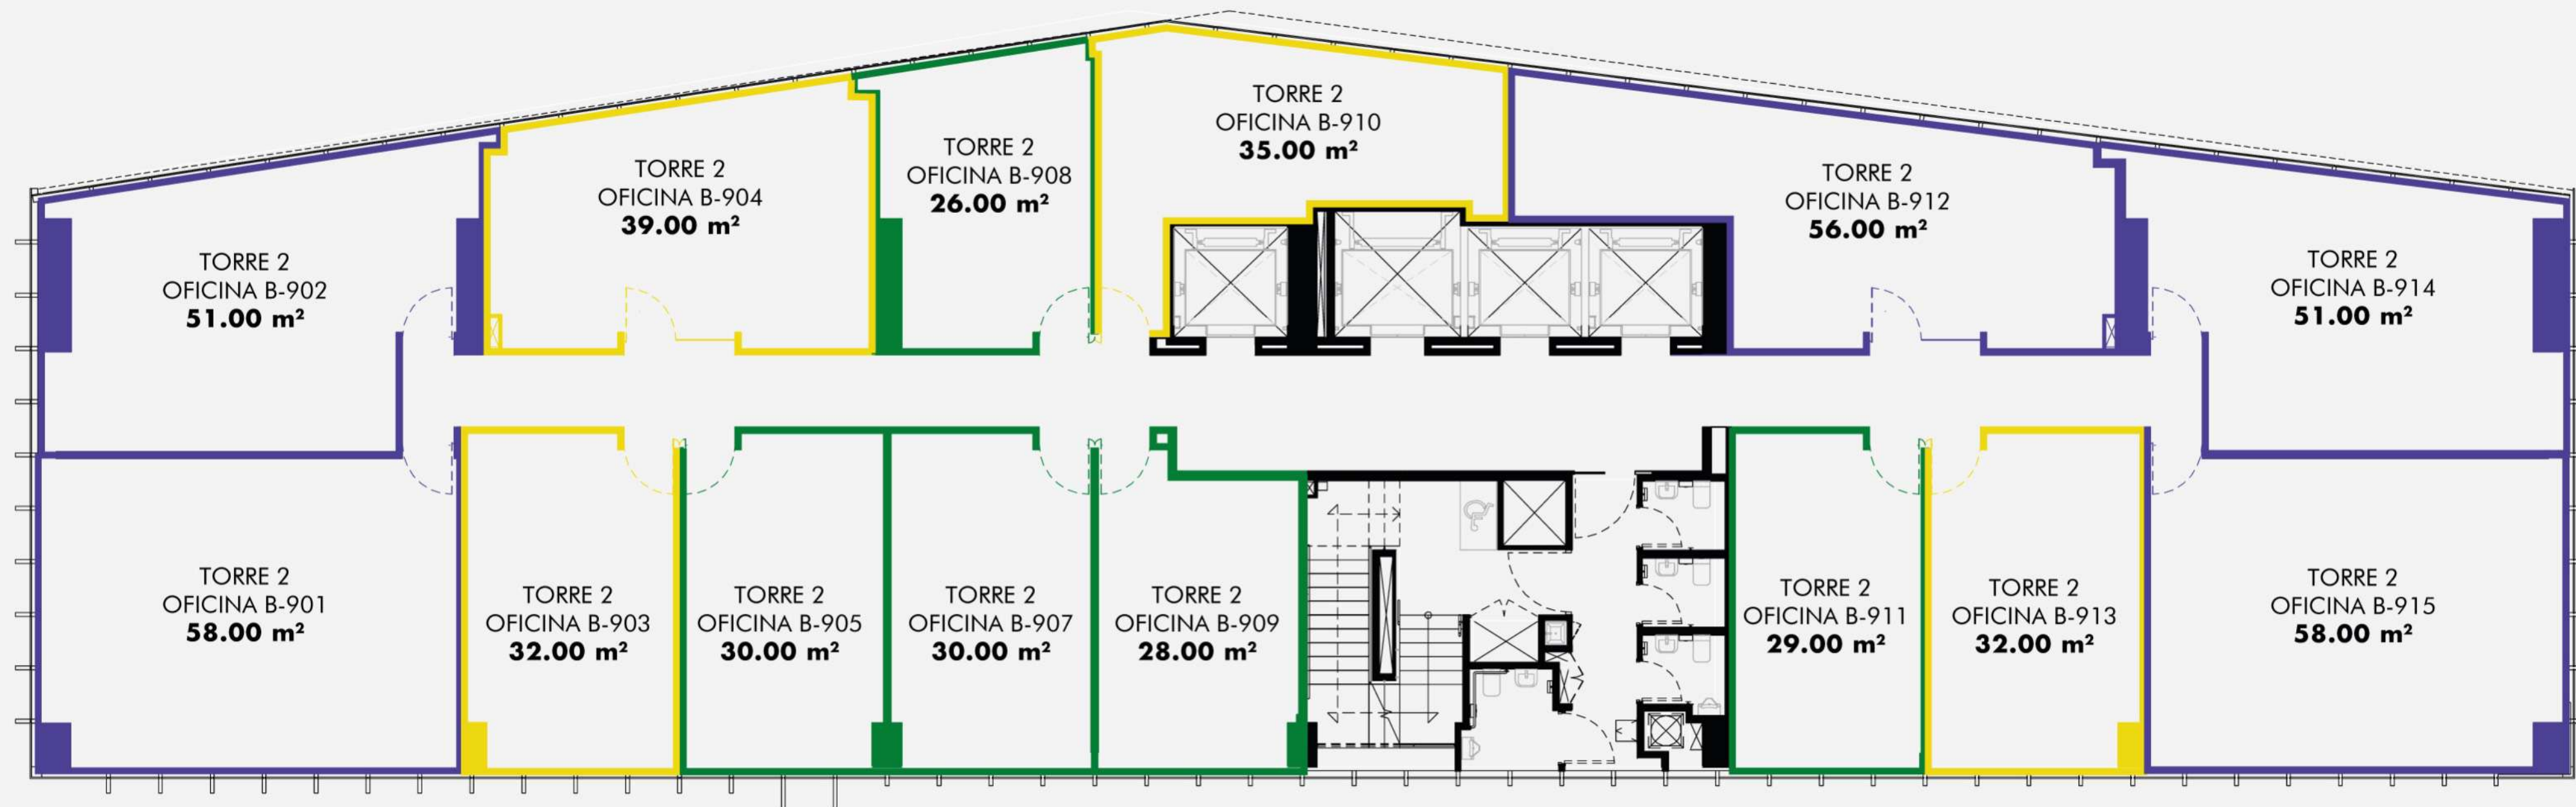 TORRE 2
OFICINA B-902
51.00 m²
TORRE 2
OFICINA B-904
39.00 m²
TORRE 2
OFICINA B-908
26.00 m²
TORRE 2
OFICINA B-910
35.00 m²
TORRE 2
OFICINA B-912
56.00 m²
TORRE 2
OFICINA B-914
51.00 m²
TORRE 2
OFICINA B-901
58.00 m²
TORRE 2
OFICINA B-903
32.00 m²
TORRE 2
OFICINA B-905
30.00 m²
TORRE 2
OFICINA B-907
30.00 m²
TORRE 2
OFICINA B-909
28.00 m²
TORRE 2
OFICINA B-911
29.00 m²
TORRE 2
OFICINA B-913
32.00 m²
TORRE 2
OFICINA B-915
58.00 m²